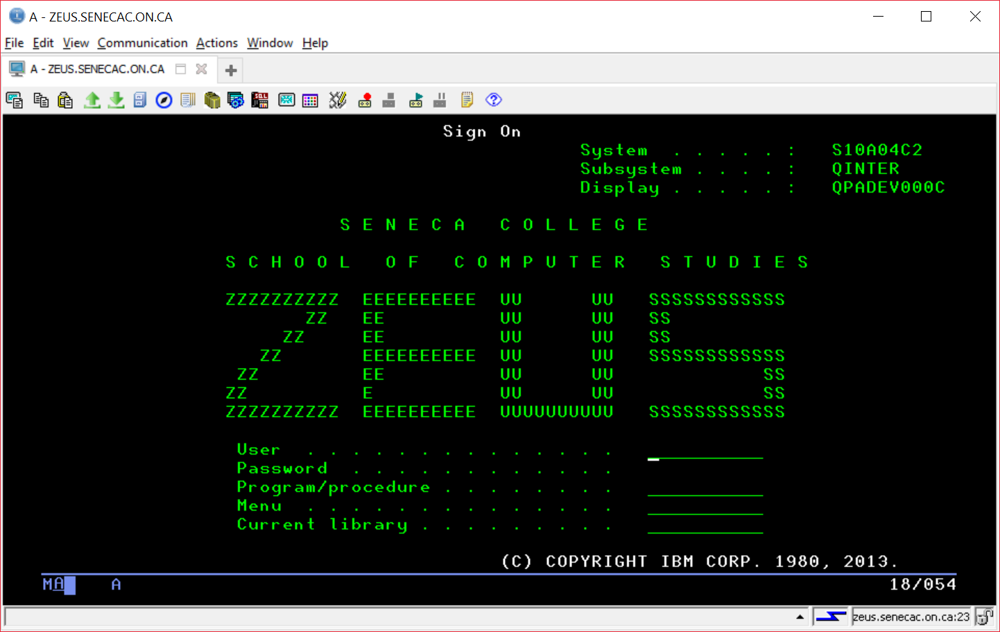 A - ZEUS.SENECAC.ON.CA
File Edit View Communication Actions Window Help
A - ZEUS.SENECAC.ON.CA
Sign On
System . . . . . : S10A04C2
Subsystem . . . . : QINTER
Display . . . . . : QPADEV000C
S E N E C A   C O L L E G E
S C H O O L   O F   C O M P U T E R   S T U D I E S
ZZZZZZZZZZ  EEEEEEEEEE  UU      UU   SSSSSSSSSSSS
       ZZ   EE          UU      UU   SS
     ZZ     EE          UU      UU   SS
   ZZ       EEEEEEEEEE  UU      UU   SSSSSSSSSSSS
 ZZ         EE          UU      UU             SS
ZZ          E           UU      UU             SS
ZZZZZZZZZZ  EEEEEEEEEE  UUUUUUUUUU   SSSSSSSSSSSS
User . . . . . . . . . . . . . .
Password . . . . . . . . . . . .
Program/procedure . . . . . . . .
Menu . . . . . . . . . . . . . .
Current library . . . . . . . . .
(C) COPYRIGHT IBM CORP. 1980, 2013.
MA A 18/054
zeus.senecac.on.ca:23